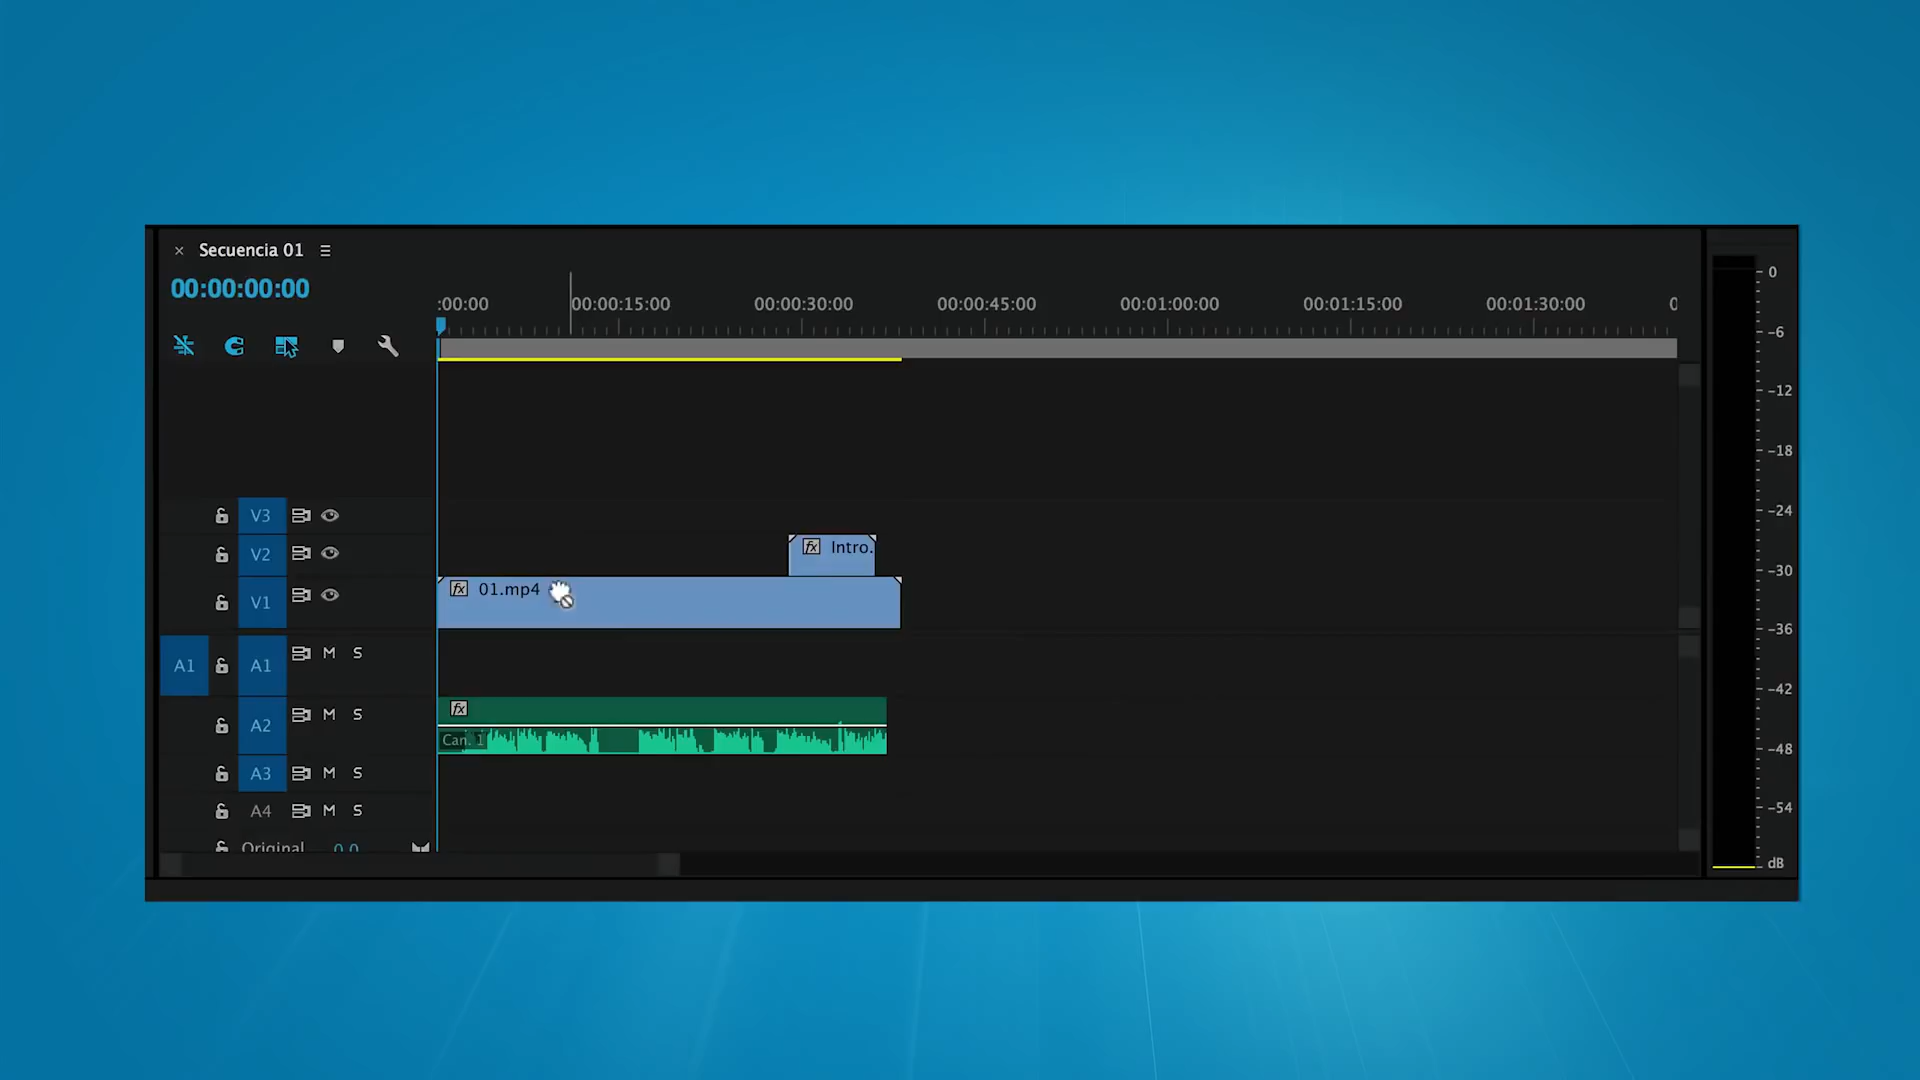 Secuencia 01
00:00:00:00
:00:00 00:00:15:00 00:00:30:00 00:00:45:00 00:01:00:00 00:01:15:00 00:01:30:00 0
V3
V2 fx Intro.
V1 fx 01.mp4
A1 A1 M S
A2 M S fx
Can. 1
A3 M S
A4 M S
Original 0.0
0
-6
-12
-18
-24
-30
-36
-42
-48
-54
dB